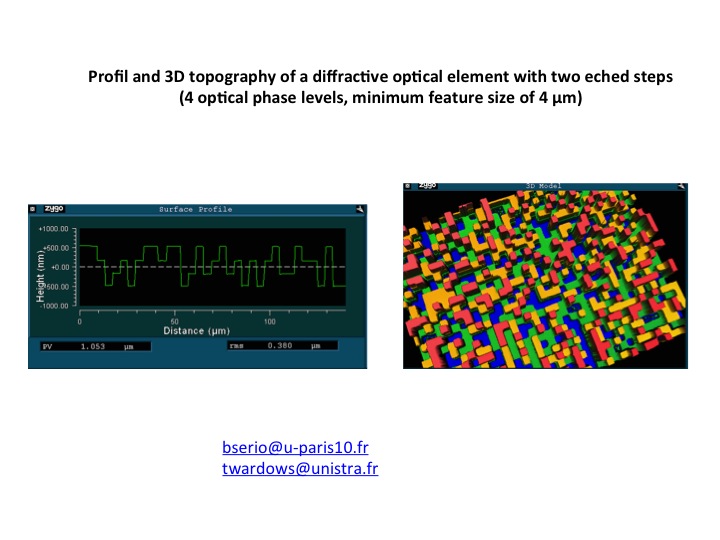 Profil and 3D topography of a diffractive optical element with two eched steps
(4 optical phase levels, minimum feature size of 4 μm)
zygo
Surface Profile
+1000.00
+500.00
+0.00
-1000.00
Height (nm)
0
50
100
Distance (μm)
PV 1.053 μm
rms 0.380 μm
zygo
3D Model
bserio@u-paris10.fr
twardows@unistra.fr